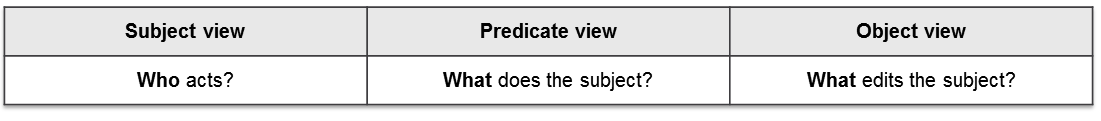 Subject view Predicate view Object view
Who acts? What does the subject? What edits the subject?